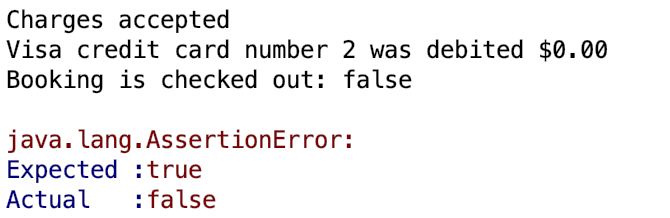 Charges accepted
Visa credit card number 2 was debited $0.00
Booking is checked out: false
java.lang.AssertionError:
Expected :true
Actual   :false